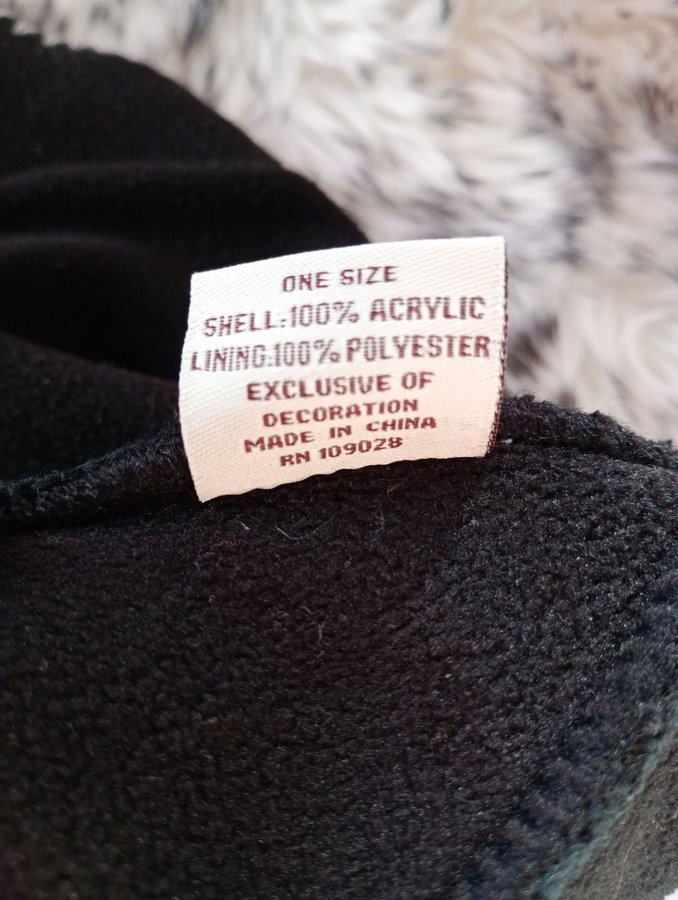 ONE SIZE
SHELL:100% ACRYLIC
LINING:100% POLYESTER
EXCLUSIVE OF
DECORATION
MADE IN CHINA
RN 109028